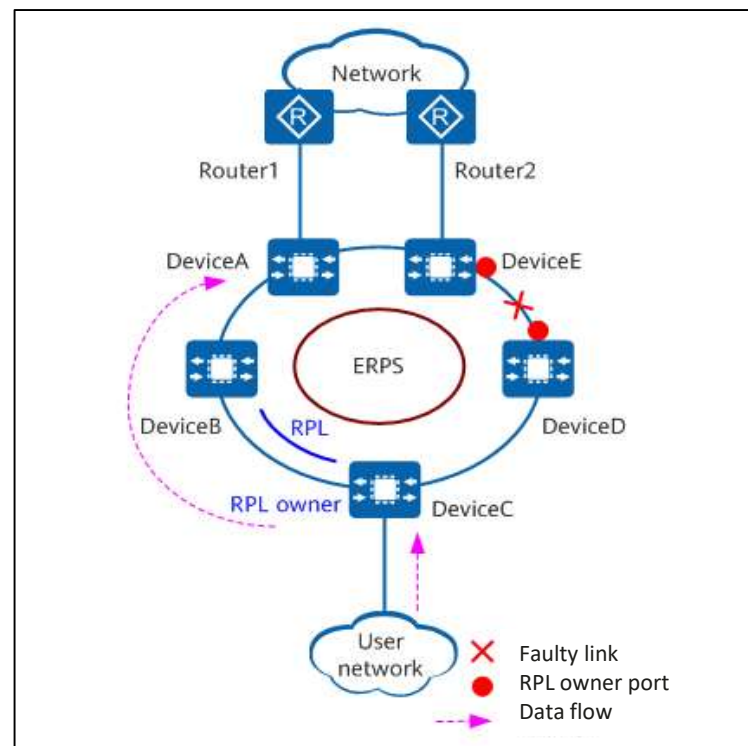 Network
R
R
Router1
Router2
DeviceA
DeviceE
ERPS
DeviceB
DeviceD
RPL
RPL owner
DeviceC
User
network
Faulty link
RPL owner port
Data flow